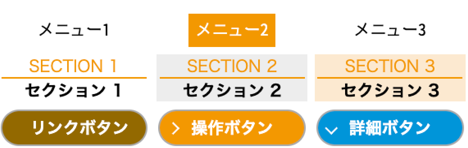 メニュー1 メニュー2 メニュー3
SECTION 1 SECTION 2 SECTION 3
セクション 1 セクション 2 セクション 3
リンクボタン 操作ボタン 詳細ボタン